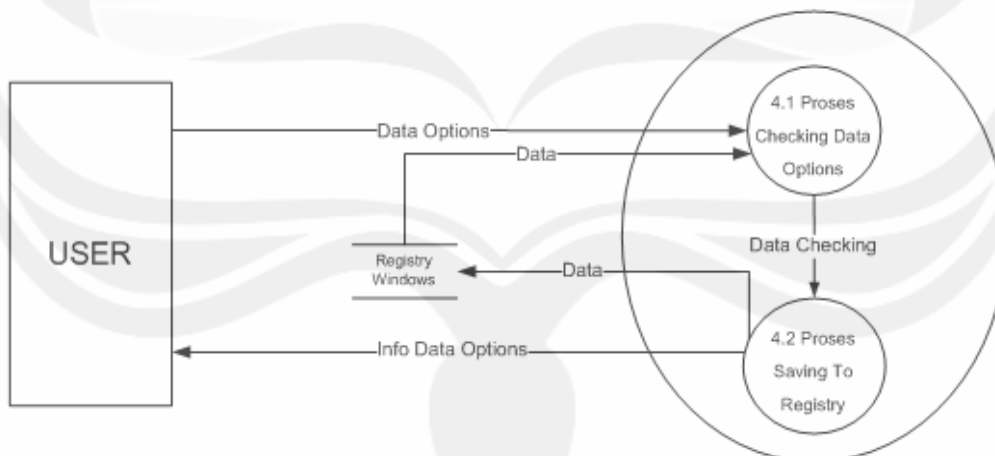 4.1 Proses
Checking Data
Options
Data Options
Data
USER
Registry
Windows
Data Checking
Data
Info Data Options
4.2 Proses
Saving To
Registry